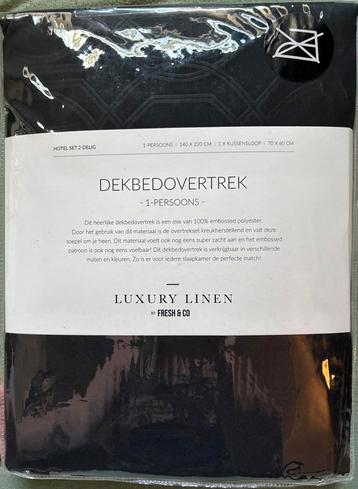 HOTEL SET 2 DELIG
1-PERSOONS | 140 X 220 CM | 1 X KUSSENSLOOP | 70 X 60 CM
DEKBEDOVERTREK
- 1-PERSOONS -
Dit heerlijke dekbedovertrek is een mix van 100% embossed polyester.
Door het gebruik van dit materiaal is de overtrekset kreukherstellend en valt deze
soepel om je heen. Dit materiaal voelt ook nog eens super zacht aan en het embossed
patroon is ook nog eens voelbaar! Dit dekbedovertrek is verkrijgbaar in verschillende
maten en kleuren. Zo is er voor iedere slaapkamer de perfecte match!
LUXURY LINEN
BY FRESH & CO